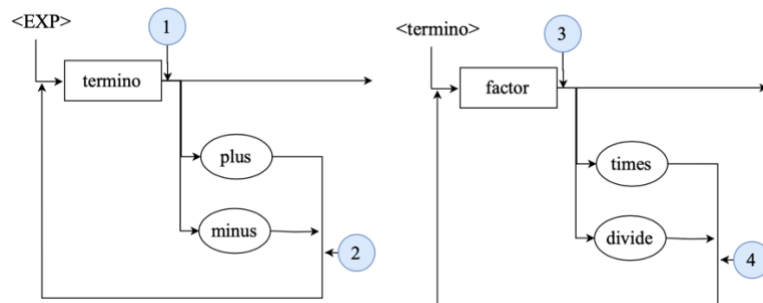 <EXP>
1
termino
plus
minus
2
<termino>
3
factor
times
divide
4